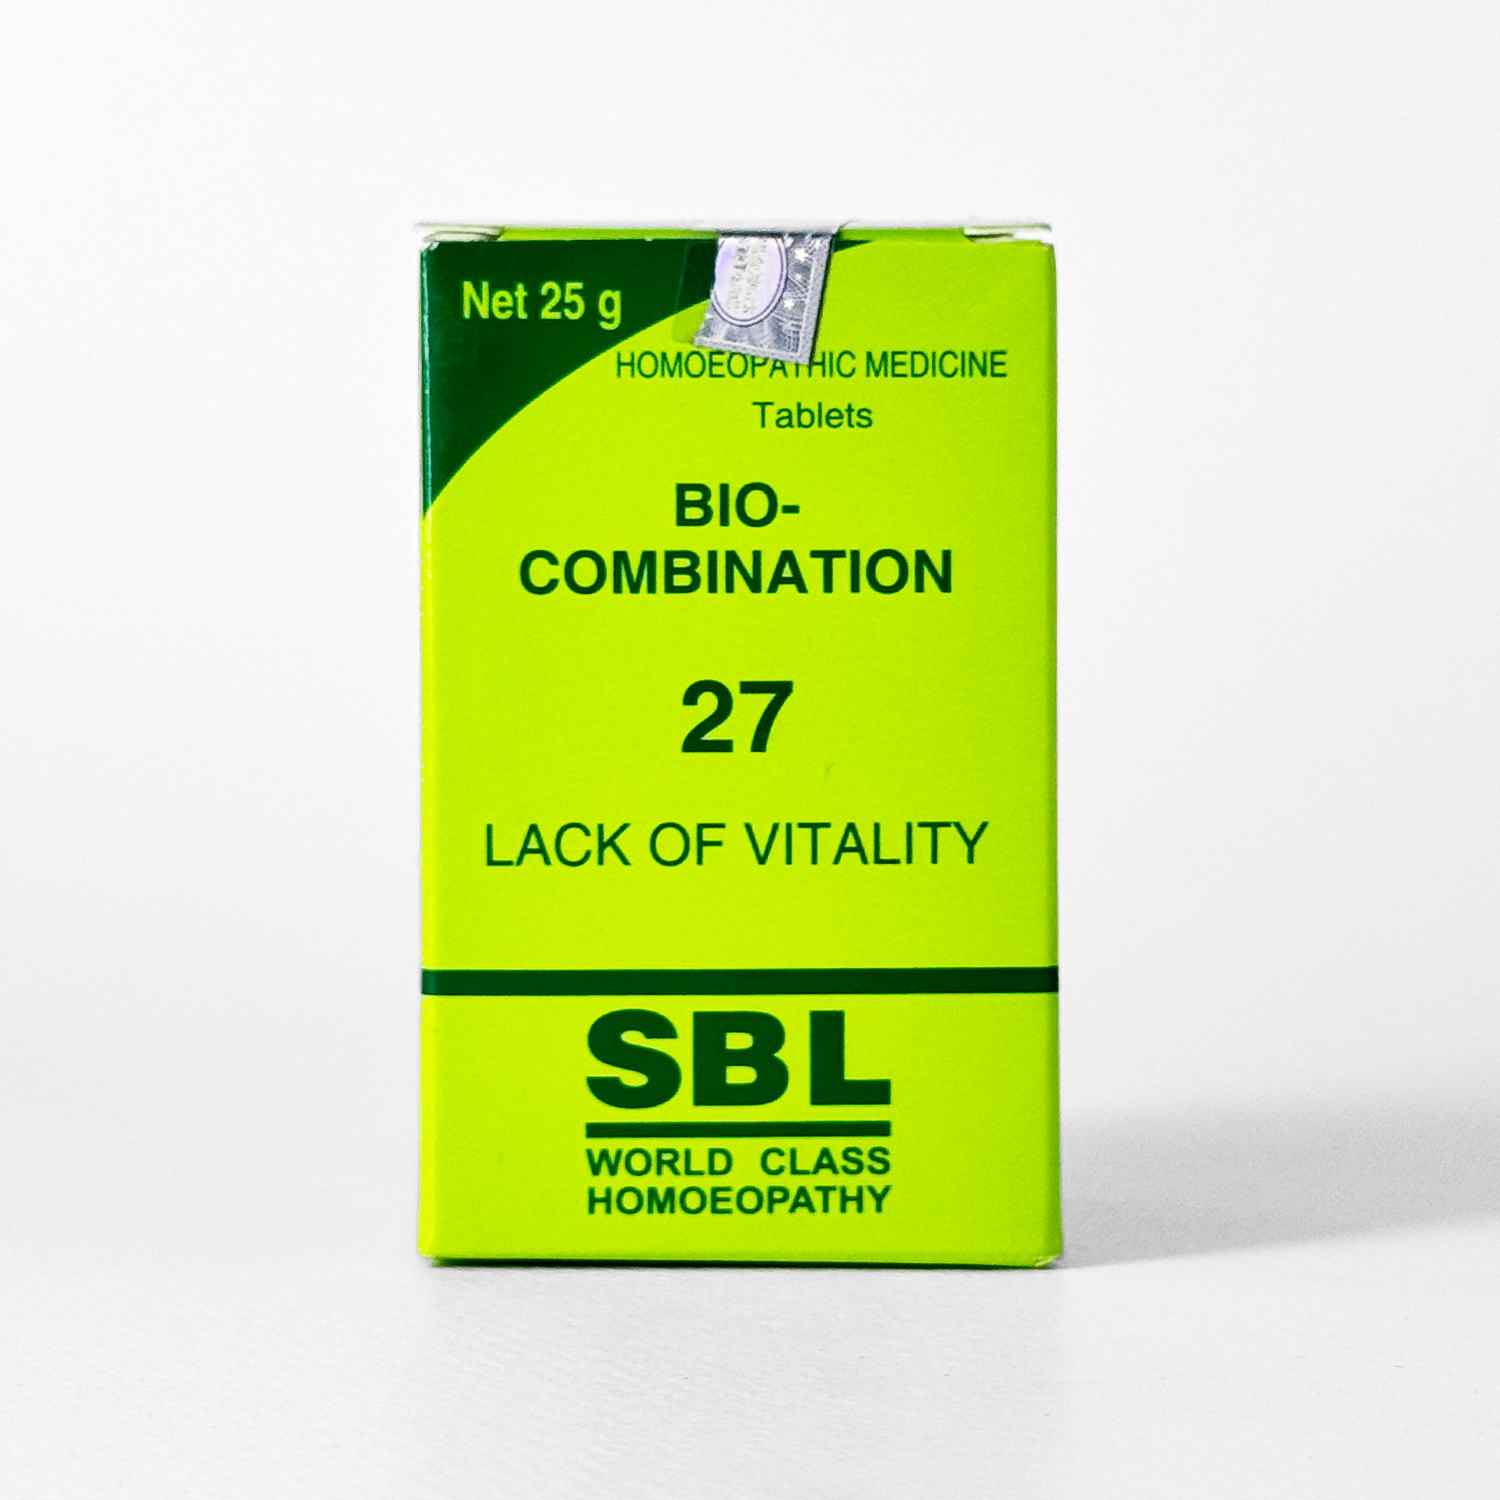 Net 25 g
HOMOEOPATHIC MEDICINE
Tablets
BIO-
COMBINATION
27
LACK OF VITALITY
SBL
WORLD CLASS
HOMOEOPATHY